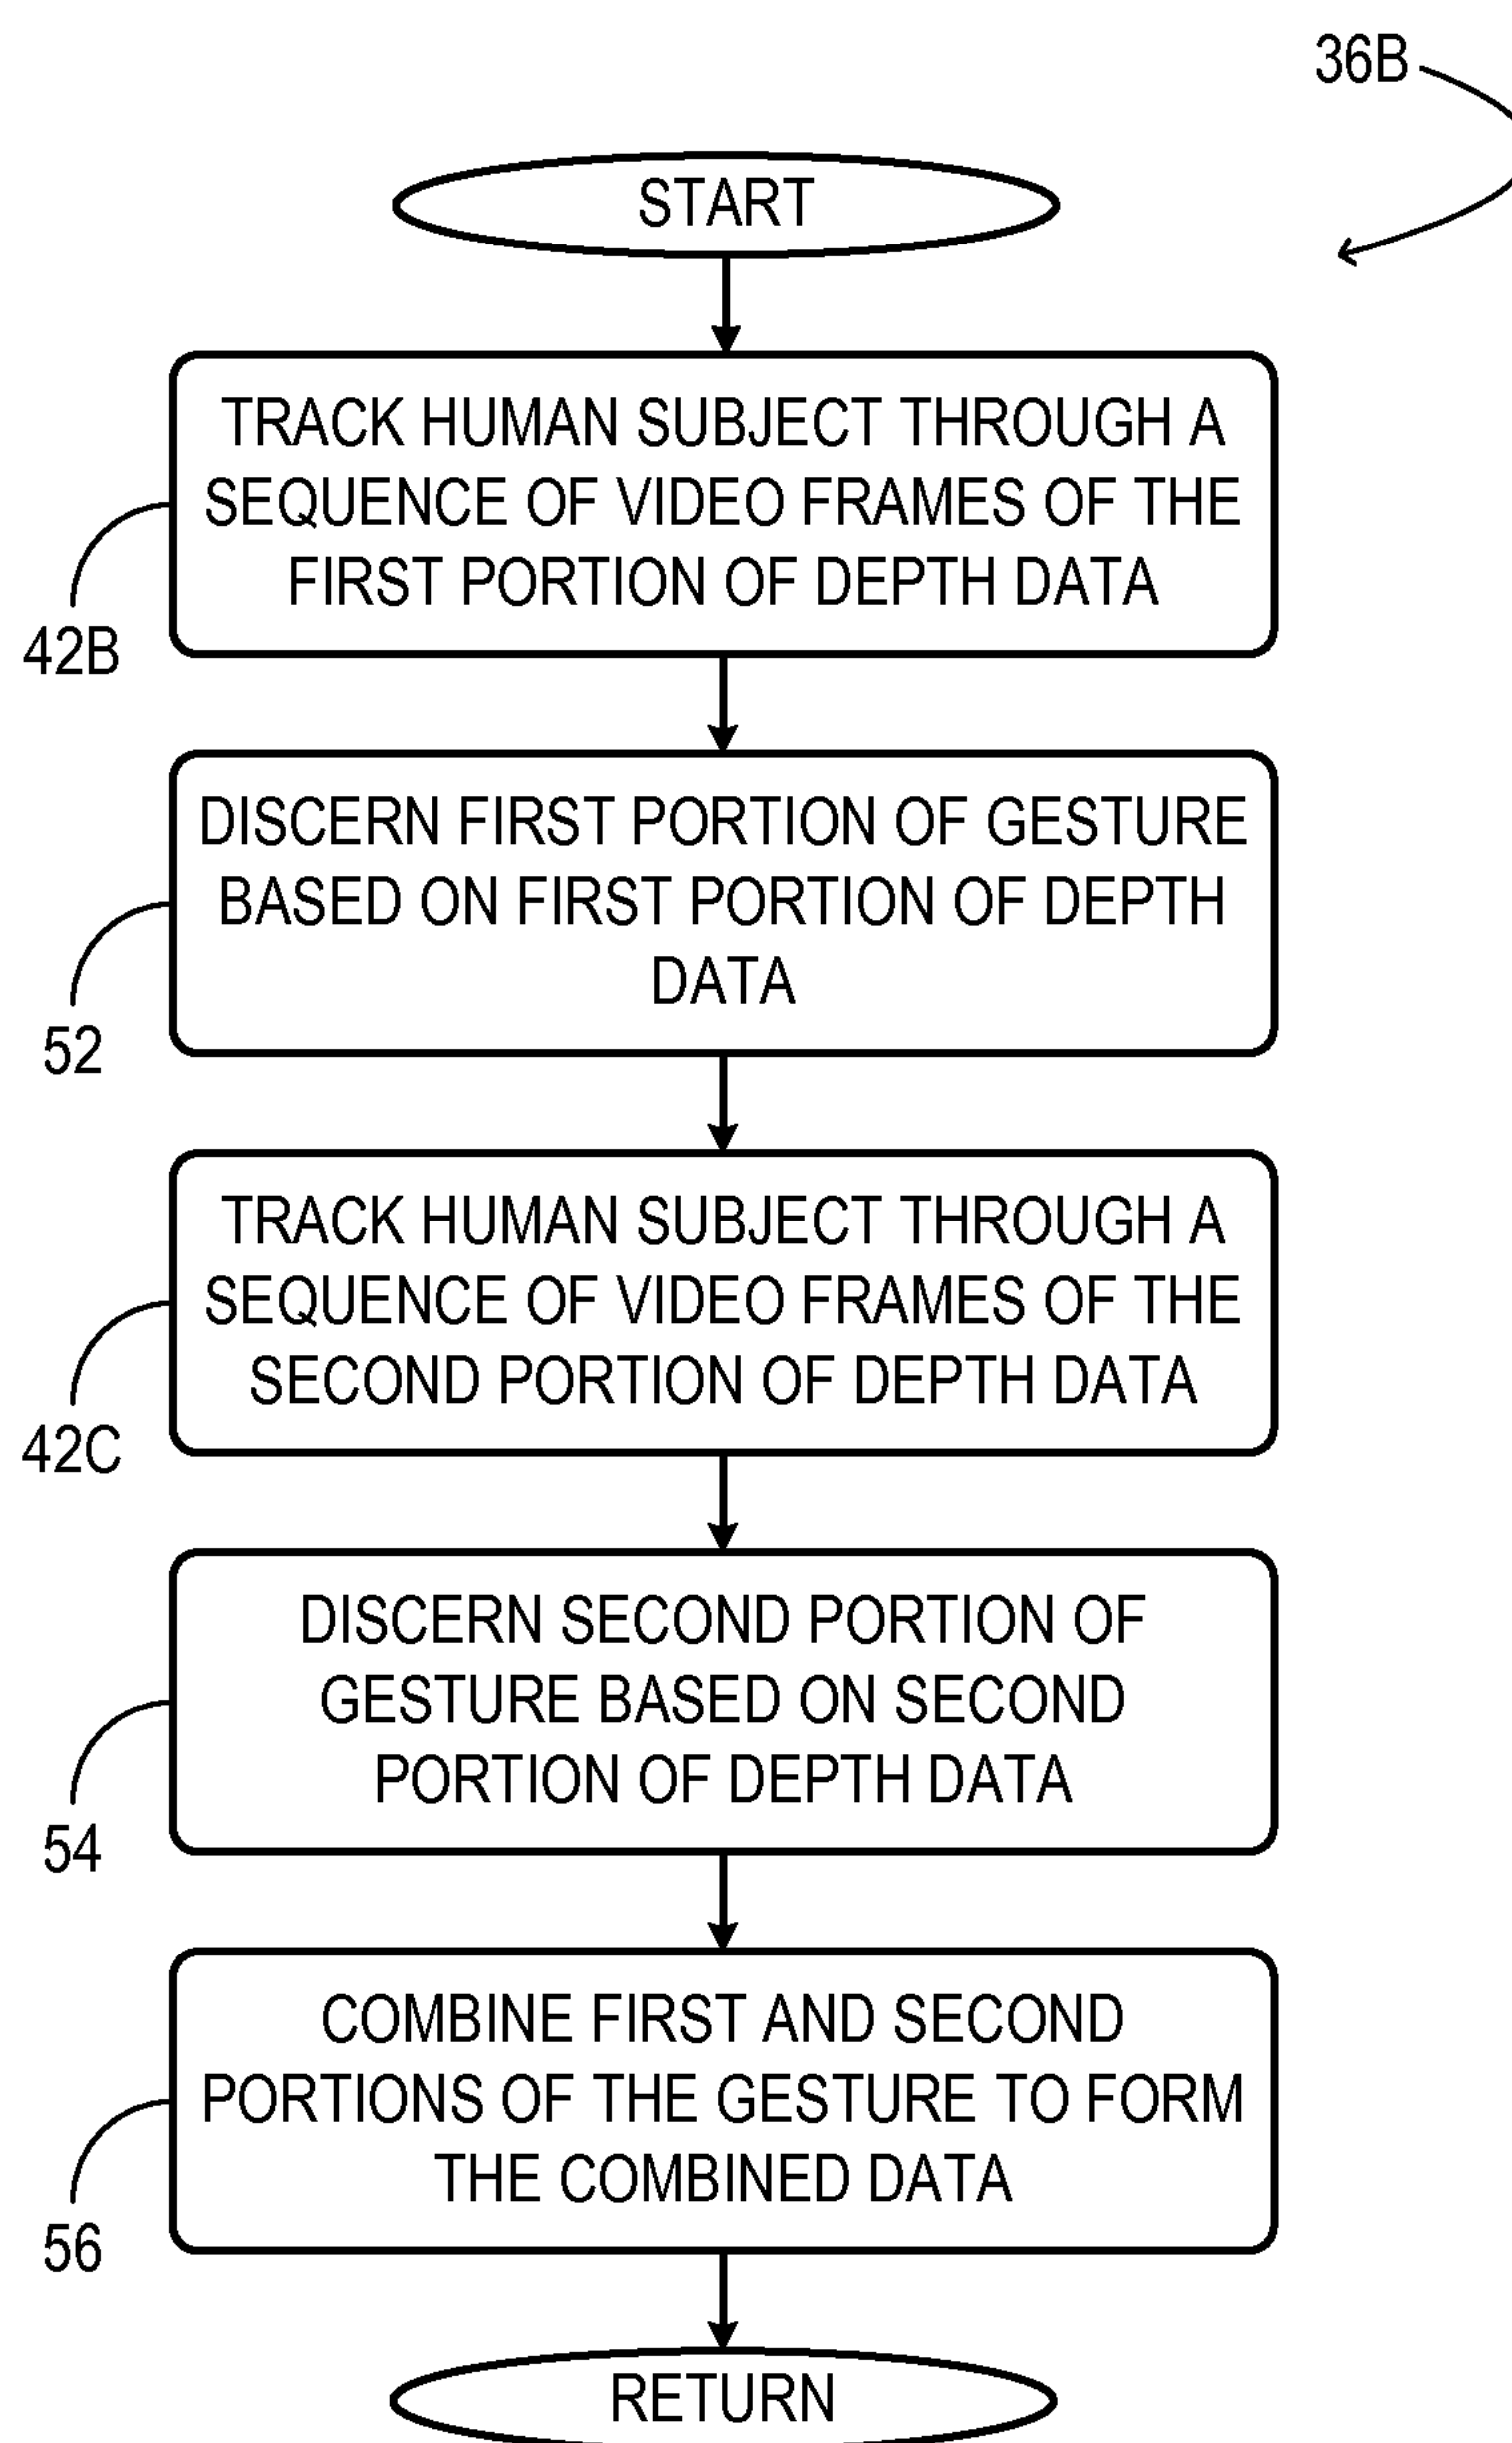 36B
START
TRACK HUMAN SUBJECT THROUGH A
SEQUENCE OF VIDEO FRAMES OF THE
FIRST PORTION OF DEPTH DATA
42B
DISCERN FIRST PORTION OF GESTURE
BASED ON FIRST PORTION OF DEPTH
DATA
52
TRACK HUMAN SUBJECT THROUGH A
SEQUENCE OF VIDEO FRAMES OF THE
SECOND PORTION OF DEPTH DATA
42C
DISCERN SECOND PORTION OF
GESTURE BASED ON SECOND
PORTION OF DEPTH DATA
54
COMBINE FIRST AND SECOND
PORTIONS OF THE GESTURE TO FORM
THE COMBINED DATA
56
RETURN